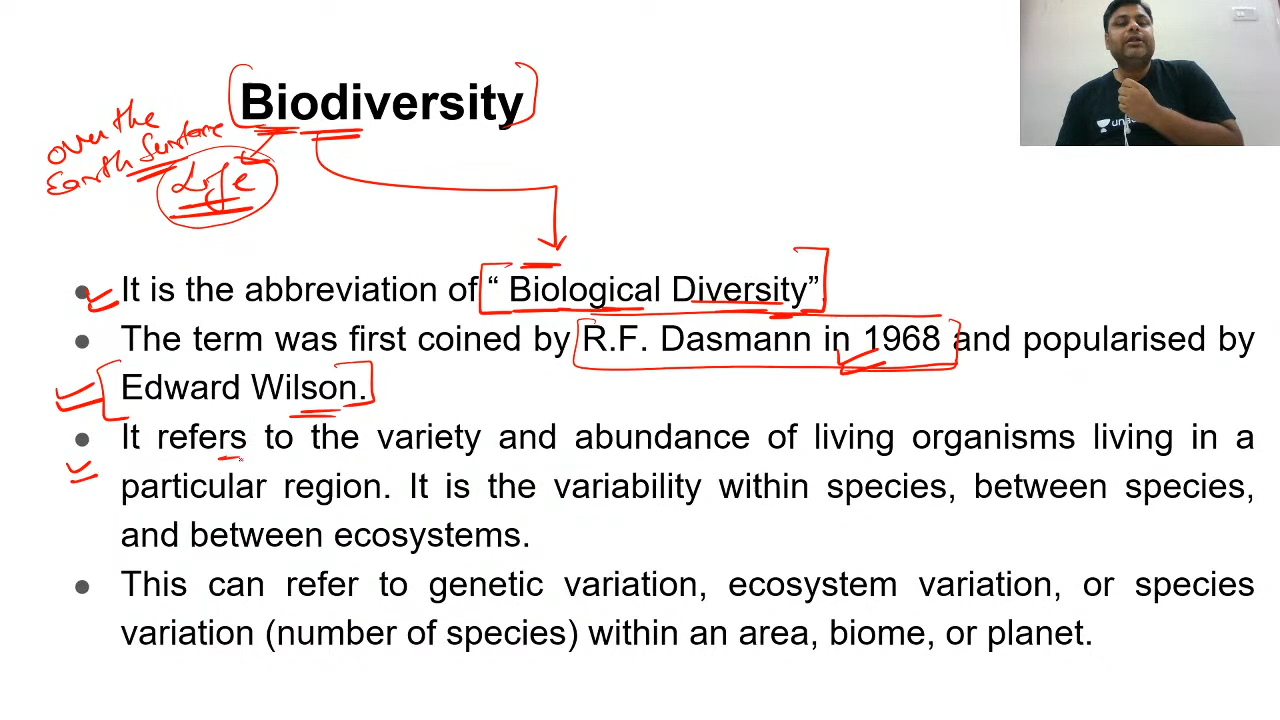 Biodiversity
over the
Earth Surface
Life
● It is the abbreviation of “ Biological Diversity”.
● The term was first coined by R.F. Dasmann in 1968 and popularised by
Edward Wilson.
● It refers to the variety and abundance of living organisms living in a
particular region. It is the variability within species, between species,
and between ecosystems.
● This can refer to genetic variation, ecosystem variation, or species
variation (number of species) within an area, biome, or planet.